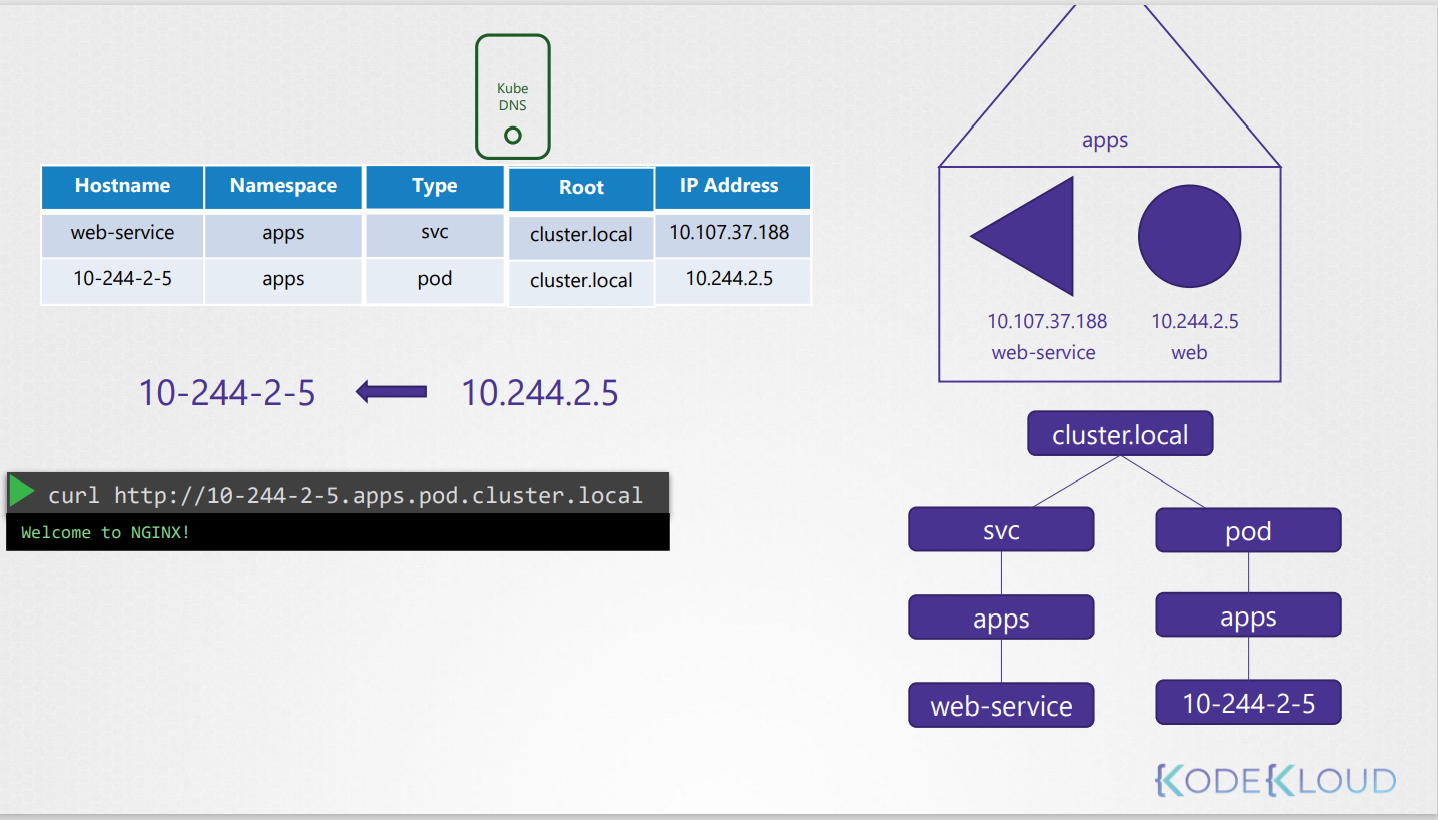 Kube
DNS
Hostname Namespace Type Root IP Address
web-service apps svc cluster.local 10.107.37.188
10-244-2-5 apps pod cluster.local 10.244.2.5
10-244-2-5 10.244.2.5
curl http://10-244-2-5.apps.pod.cluster.local
Welcome to NGINX!
apps
10.107.37.188 10.244.2.5
web-service web
cluster.local
svc pod
apps apps
web-service 10-244-2-5
KODEKLOUD